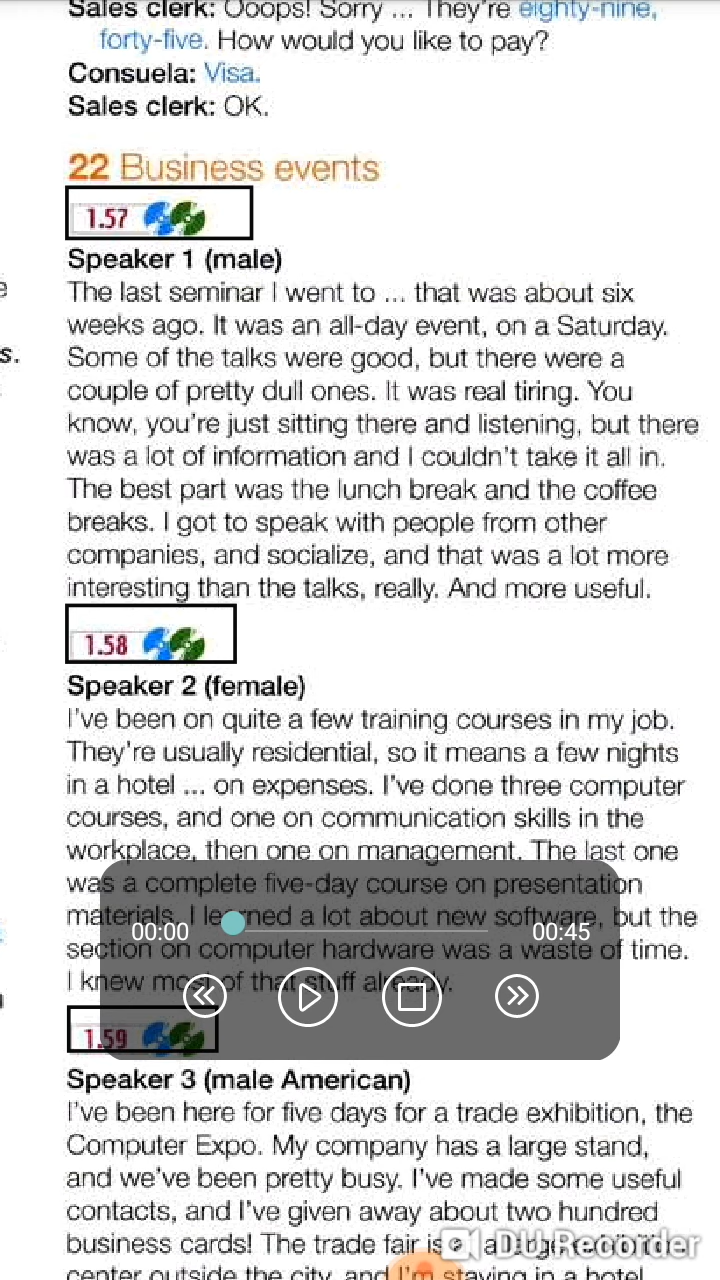 Sales clerk: Ooops! Sorry ... They're eighty-nine,
forty-five. How would you like to pay?
Consuela: Visa.
Sales clerk: OK.
22 Business events
1.57
Speaker 1 (male)
The last seminar I went to ... that was about six
weeks ago. It was an all-day event, on a Saturday.
s.
Some of the talks were good, but there were a
couple of pretty dull ones. It was real tiring. You
know, you're just sitting there and listening, but there
was a lot of information and I couldn't take it all in.
The best part was the lunch break and the coffee
breaks. I got to speak with people from other
companies, and socialize, and that was a lot more
interesting than the talks, really. And more useful.
1.58
Speaker 2 (female)
I've been on quite a few training courses in my job.
They're usually residential, so it means a few nights
in a hotel ... on expenses. I've done three computer
courses, and one on communication skills in the
workplace, then one on management. The last one
was a complete five-day course on presentation
materials. I learned a lot about new software, but the
00:00 00:45
section on computer hardware was a waste of time.
I knew most of that stuff already.
1.59
Speaker 3 (male American)
I've been here for five days for a trade exhibition, the
Computer Expo. My company has a large stand,
and we've been pretty busy. I've made some useful
contacts, and I've given away about two hundred
business cards! The trade fair is a large
DU Recorder
center outside the city, and I'm staying in a hotel